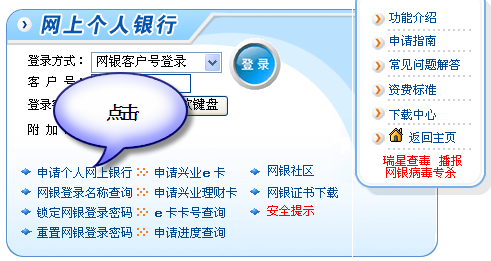 网上个人银行
登录方式： 网银客户号登录
登录
客 户 号
点击
登录
软键盘
附 加
申请个人网上银行 申请兴业e卡 网银社区
网银登录名称查询 申请兴业理财卡 网银证书下载
锁定网银登录密码 e卡卡号查询 安全提示
重置网银登录密码 申请进度查询
功能介绍
申请指南
常见问题解答
资费标准
下载中心
返回主页
瑞星查毒 播报
网银病毒专杀